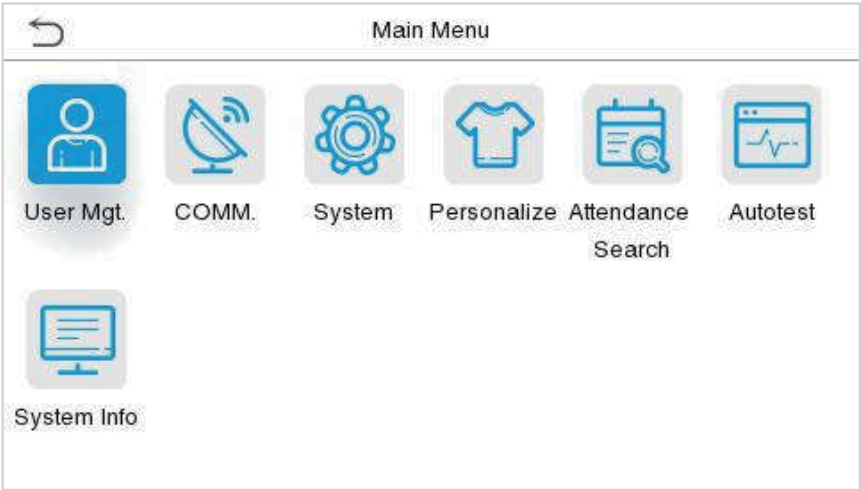 Main Menu
User Mgt.
COMM.
System
Personalize
Attendance
Search
Autotest
System Info